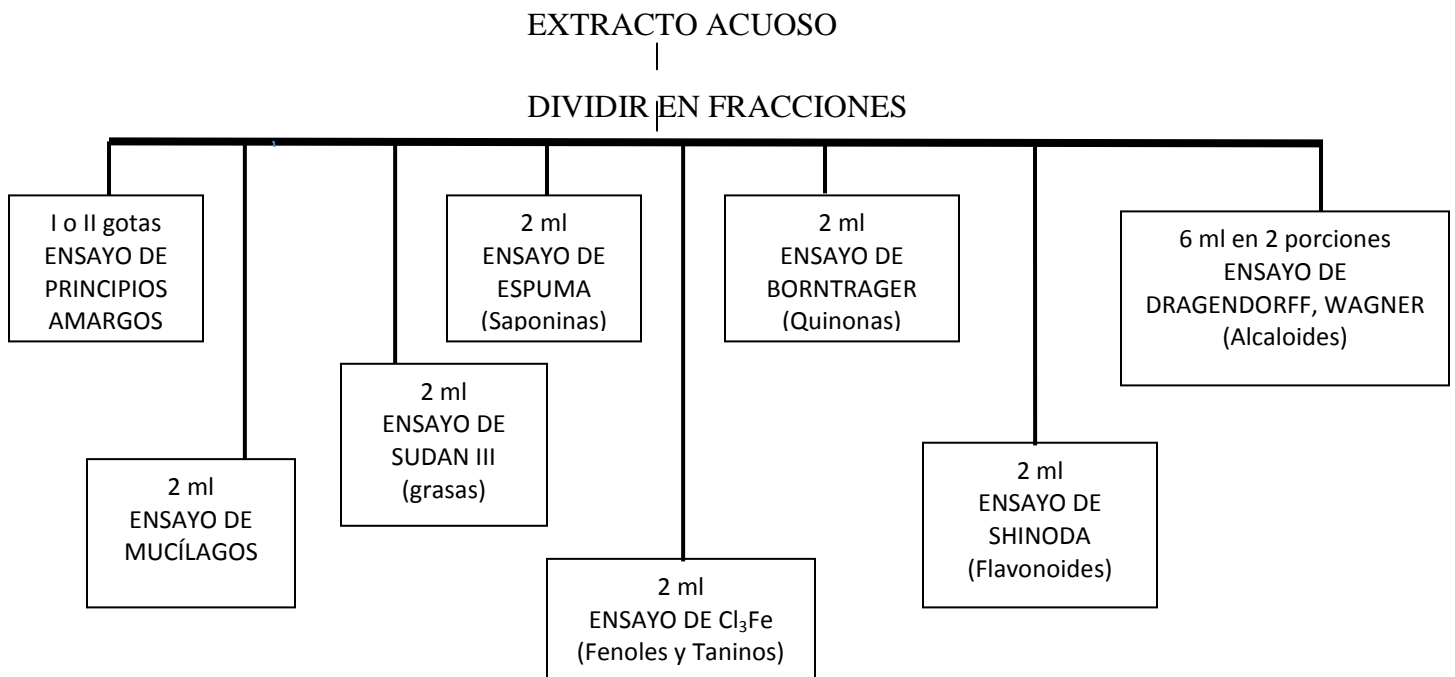 EXTRACTO ACUOSO
DIVIDIR EN FRACCIONES
I o II gotas
ENSAYO DE
PRINCIPIOS
AMARGOS
2 ml
ENSAYO DE
MUCÍLAGOS
2 ml
ENSAYO DE
SUDAN III
(grasas)
2 ml
ENSAYO DE
ESPUMA
(Saponinas)
2 ml
ENSAYO DE Cl₃Fe
(Fenoles y Taninos)
2 ml
ENSAYO DE
BORNTRAGER
(Quinonas)
2 ml
ENSAYO DE
SHINODA
(Flavonoides)
6 ml en 2 porciones
ENSAYO DE
DRAGENDORFF, WAGNER
(Alcaloides)